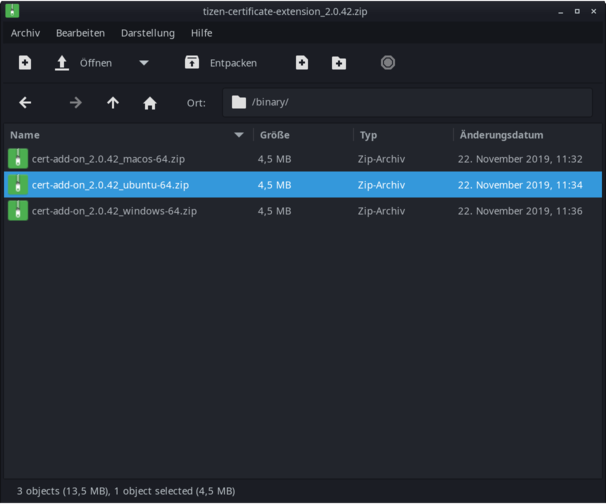 tizen-certificate-extension_2.0.42.zip
Archiv Bearbeiten Darstellung Hilfe
Öffnen Entpacken
Ort: /binary/
Name Größe Typ Änderungsdatum
cert-add-on_2.0.42_macos-64.zip 4,5 MB Zip-Archiv 22. November 2019, 11:32
cert-add-on_2.0.42_ubuntu-64.zip 4,5 MB Zip-Archiv 22. November 2019, 11:34
cert-add-on_2.0.42_windows-64.zip 4,5 MB Zip-Archiv 22. November 2019, 11:36
3 objects (13,5 MB), 1 object selected (4,5 MB)